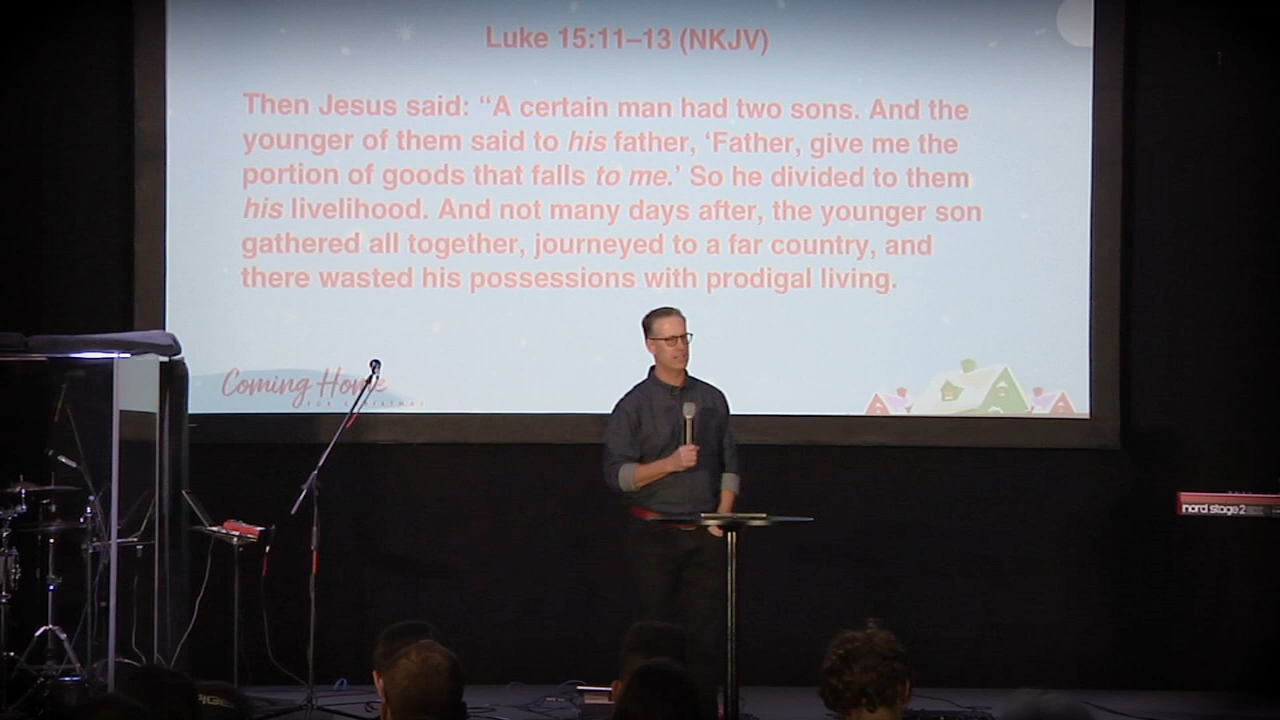 Luke 15:11–13 (NKJV)
Then Jesus said: “A certain man had two sons. And the
younger of them said to his father, ‘Father, give me the
portion of goods that falls to me.’ So he divided to them
his livelihood. And not many days after, the younger son
gathered all together, journeyed to a far country, and
there wasted his possessions with prodigal living.
Coming Home
FOR CHRISTMAS
nord stage 2